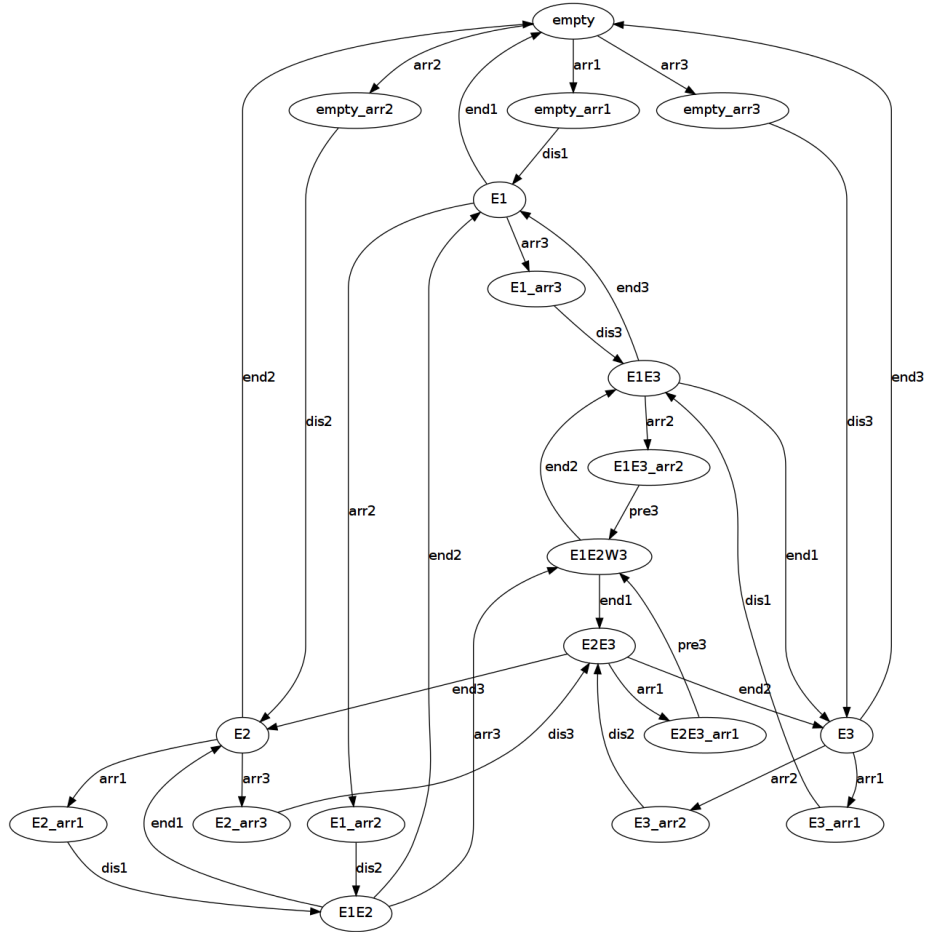 empty
arr2
arr1
arr3
empty_arr2
end1
empty_arr1
empty_arr3
dis1
E1
arr3
E1_arr3
end3
dis3
E1E3
end2
end3
dis2
arr2
dis3
end2
E1E3_arr2
arr2
pre3
end2
E1E2W3
end1
end1
dis1
E2E3
pre3
end3
arr1
end2
E2
arr3
dis3
dis2
E2E3_arr1
E3
arr1
arr3
arr2
arr1
E2_arr1
end1
E2_arr3
E1_arr2
E3_arr2
E3_arr1
dis1
dis2
E1E2